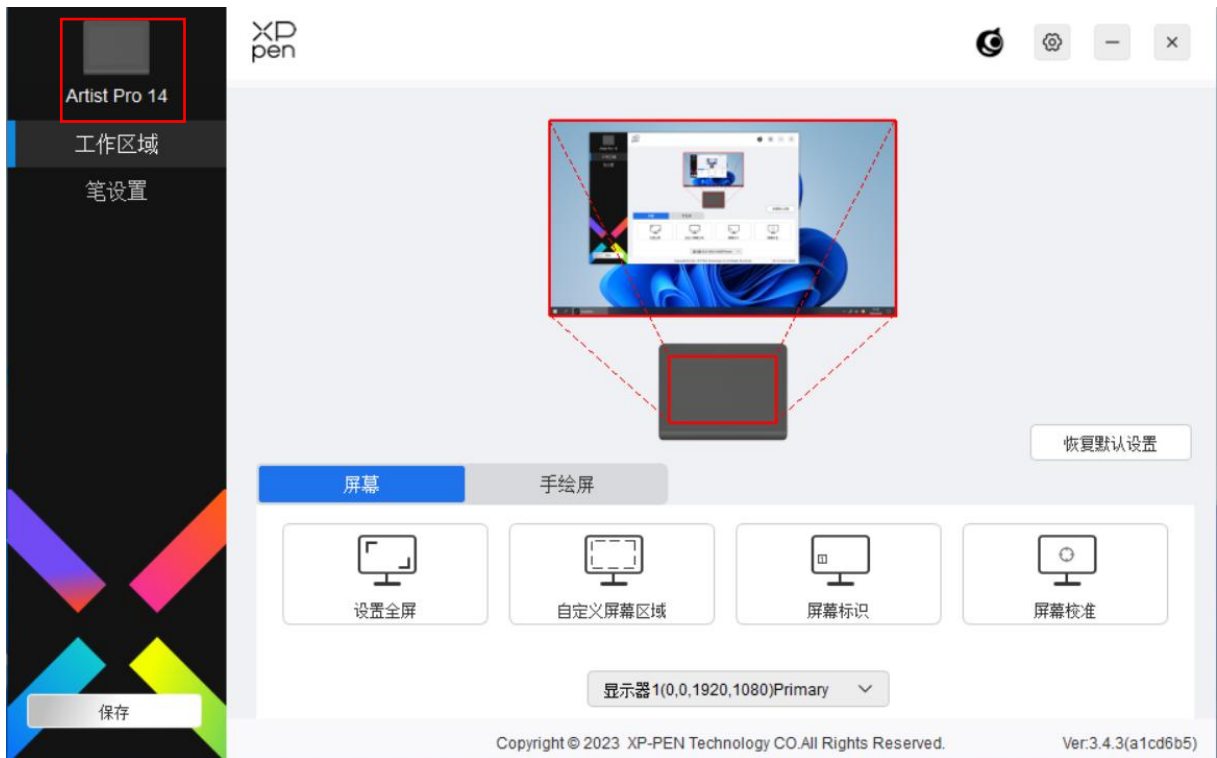 XP
pen
Artist Pro 14
工作区域
笔设置
恢复默认设置
屏幕
手绘屏
设置全屏
自定义屏幕区域
屏幕标识
屏幕校准
显示器1(0,0,1920,1080)Primary
保存
Copyright © 2023 XP-PEN Technology CO.All Rights Reserved.
Ver:3.4.3(a1cd6b5)